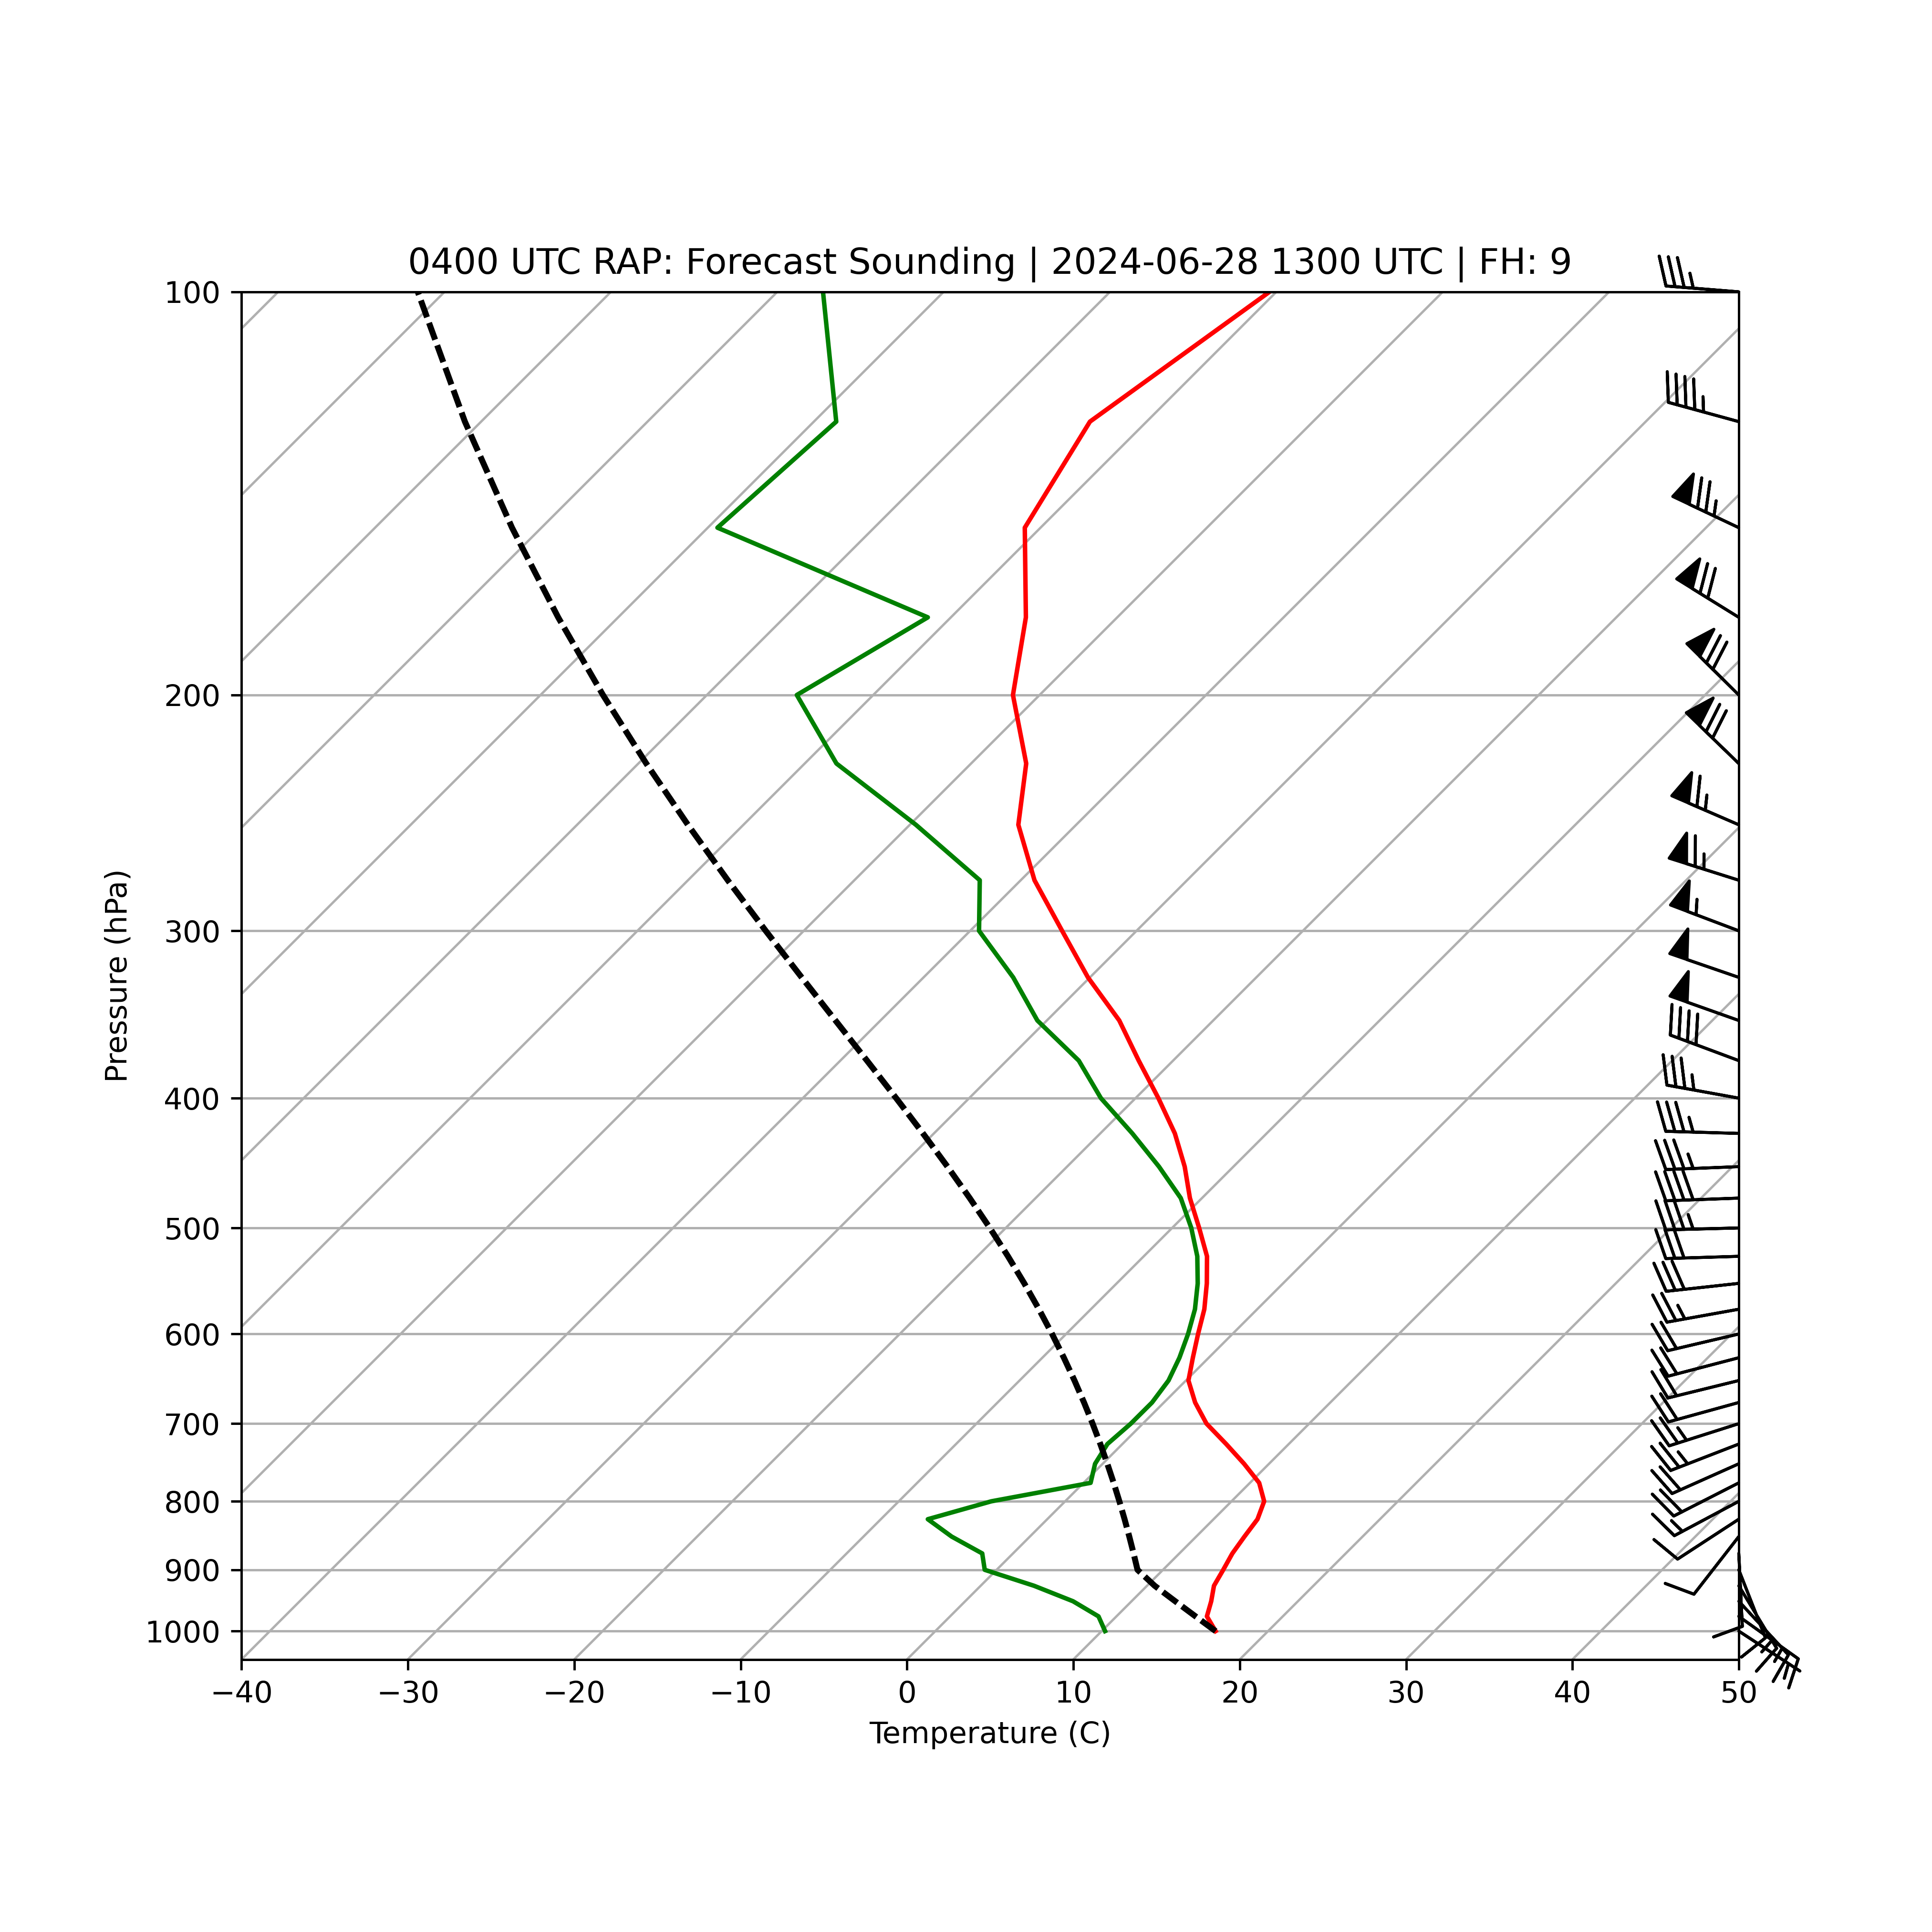 0400 UTC RAP: Forecast Sounding | 2024-06-28 1300 UTC | FH: 9
100
200
300
400
500
600
700
800
900
1000
Pressure (hPa)
−40 −30 −20 −10 0 10 20 30 40 50
Temperature (C)